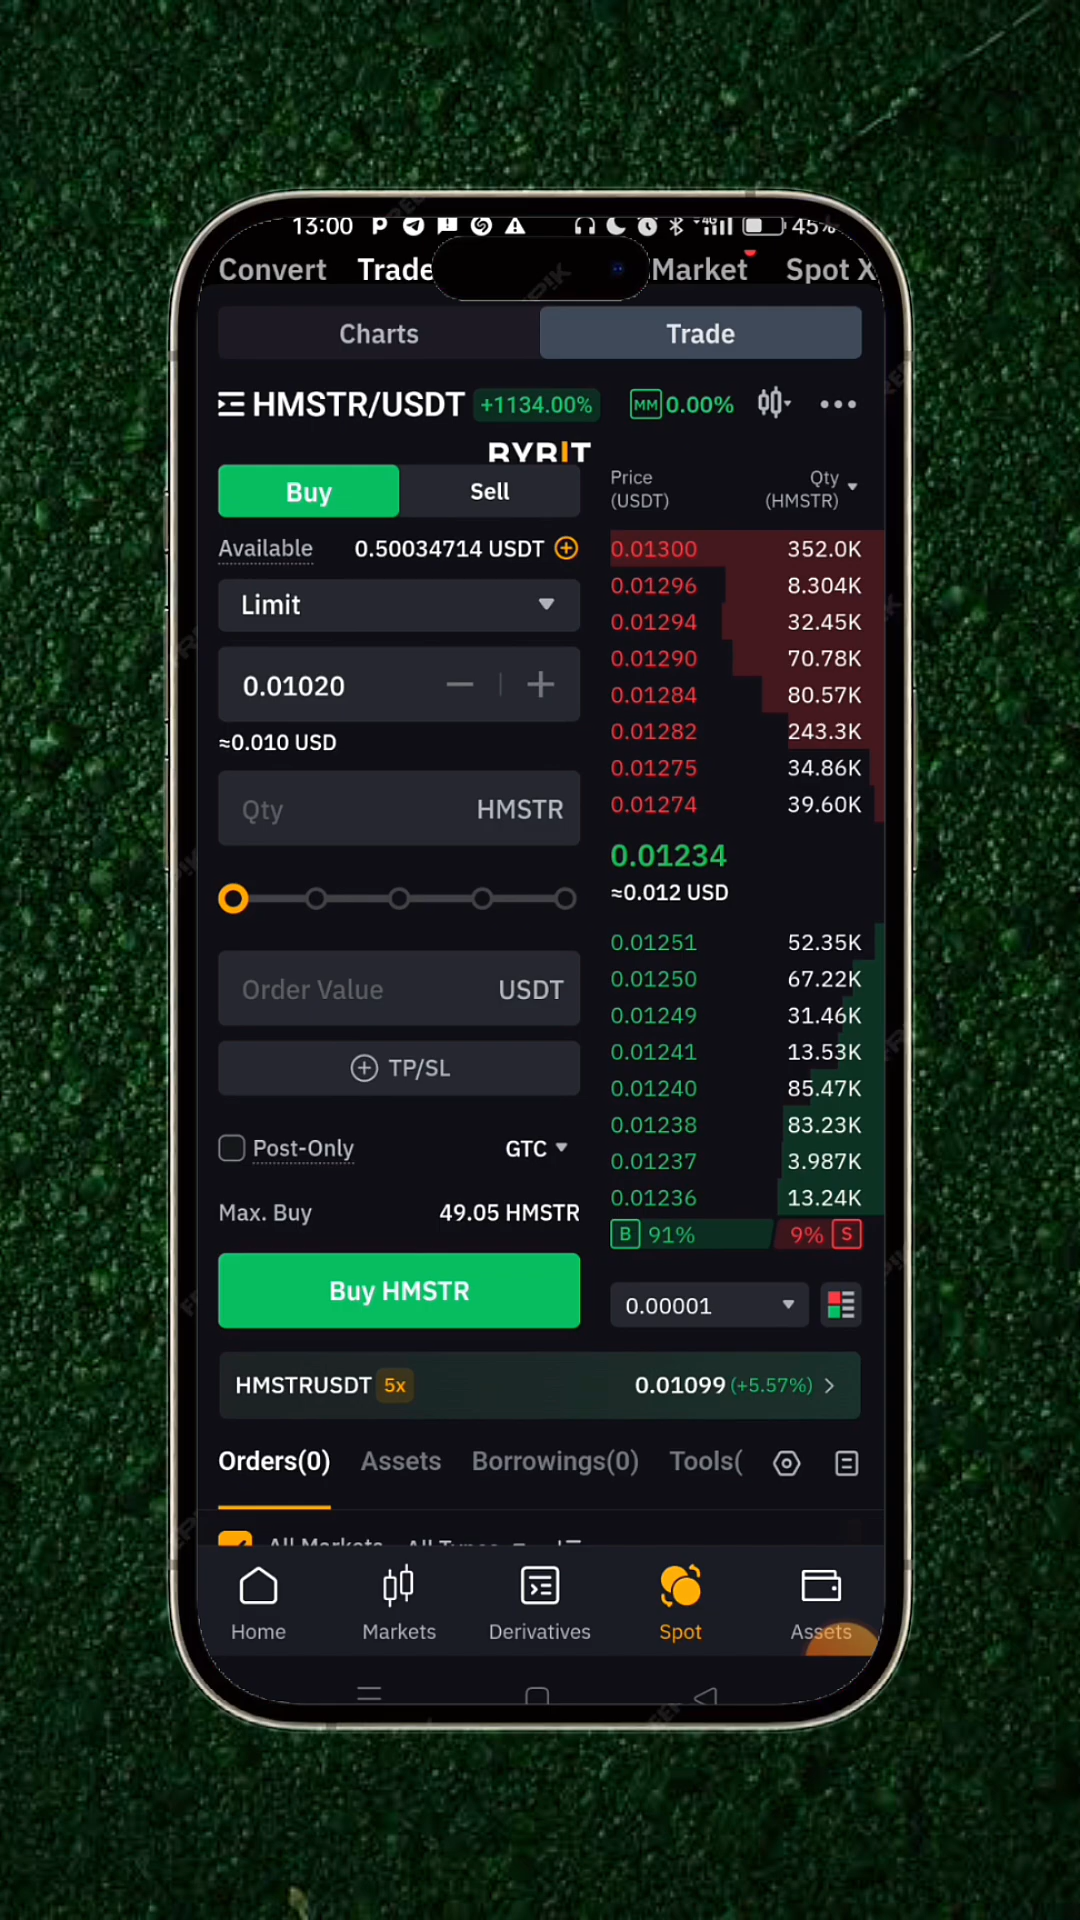 13:00 P 4G 45%
Convert Trade Market Spot X
Charts Trade
HMSTR/USDT +1134.00% MM 0.00%
BYBIT
Buy Sell
Price (USDT) Qty (HMSTR)
Available 0.50034714 USDT
Limit
0.01020
≈0.010 USD
Qty HMSTR
Order Value USDT
TP/SL
Post-Only GTC
Max. Buy 49.05 HMSTR
Buy HMSTR
0.01300 352.0K
0.01296 8.304K
0.01294 32.45K
0.01290 70.78K
0.01284 80.57K
0.01282 243.3K
0.01275 34.86K
0.01274 39.60K
0.01234
≈0.012 USD
0.01251 52.35K
0.01250 67.22K
0.01249 31.46K
0.01241 13.53K
0.01240 85.47K
0.01238 83.23K
0.01237 3.987K
0.01236 13.24K
B 91% 9% S
0.00001
HMSTRUSDT 5x 0.01099 (+5.57%)
Orders(0) Assets Borrowings(0) Tools(
All Markets All Types
Home Markets Derivatives Spot Assets